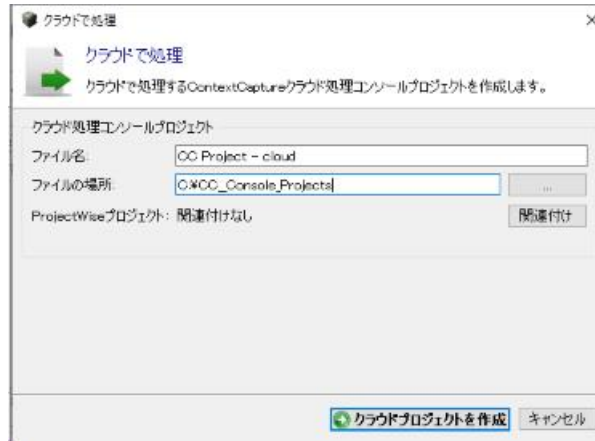 クラウドで処理
クラウドで処理
クラウドで処理するContextCaptureクラウド処理コンソールプロジェクトを作成します。
クラウド処理コンソールプロジェクト
ファイル名: CC Project - cloud
ファイルの場所: C:¥CC_Console_Projects
...
ProjectWiseプロジェクト: 関連付けなし 関連付け
クラウドプロジェクトを作成 キャンセル